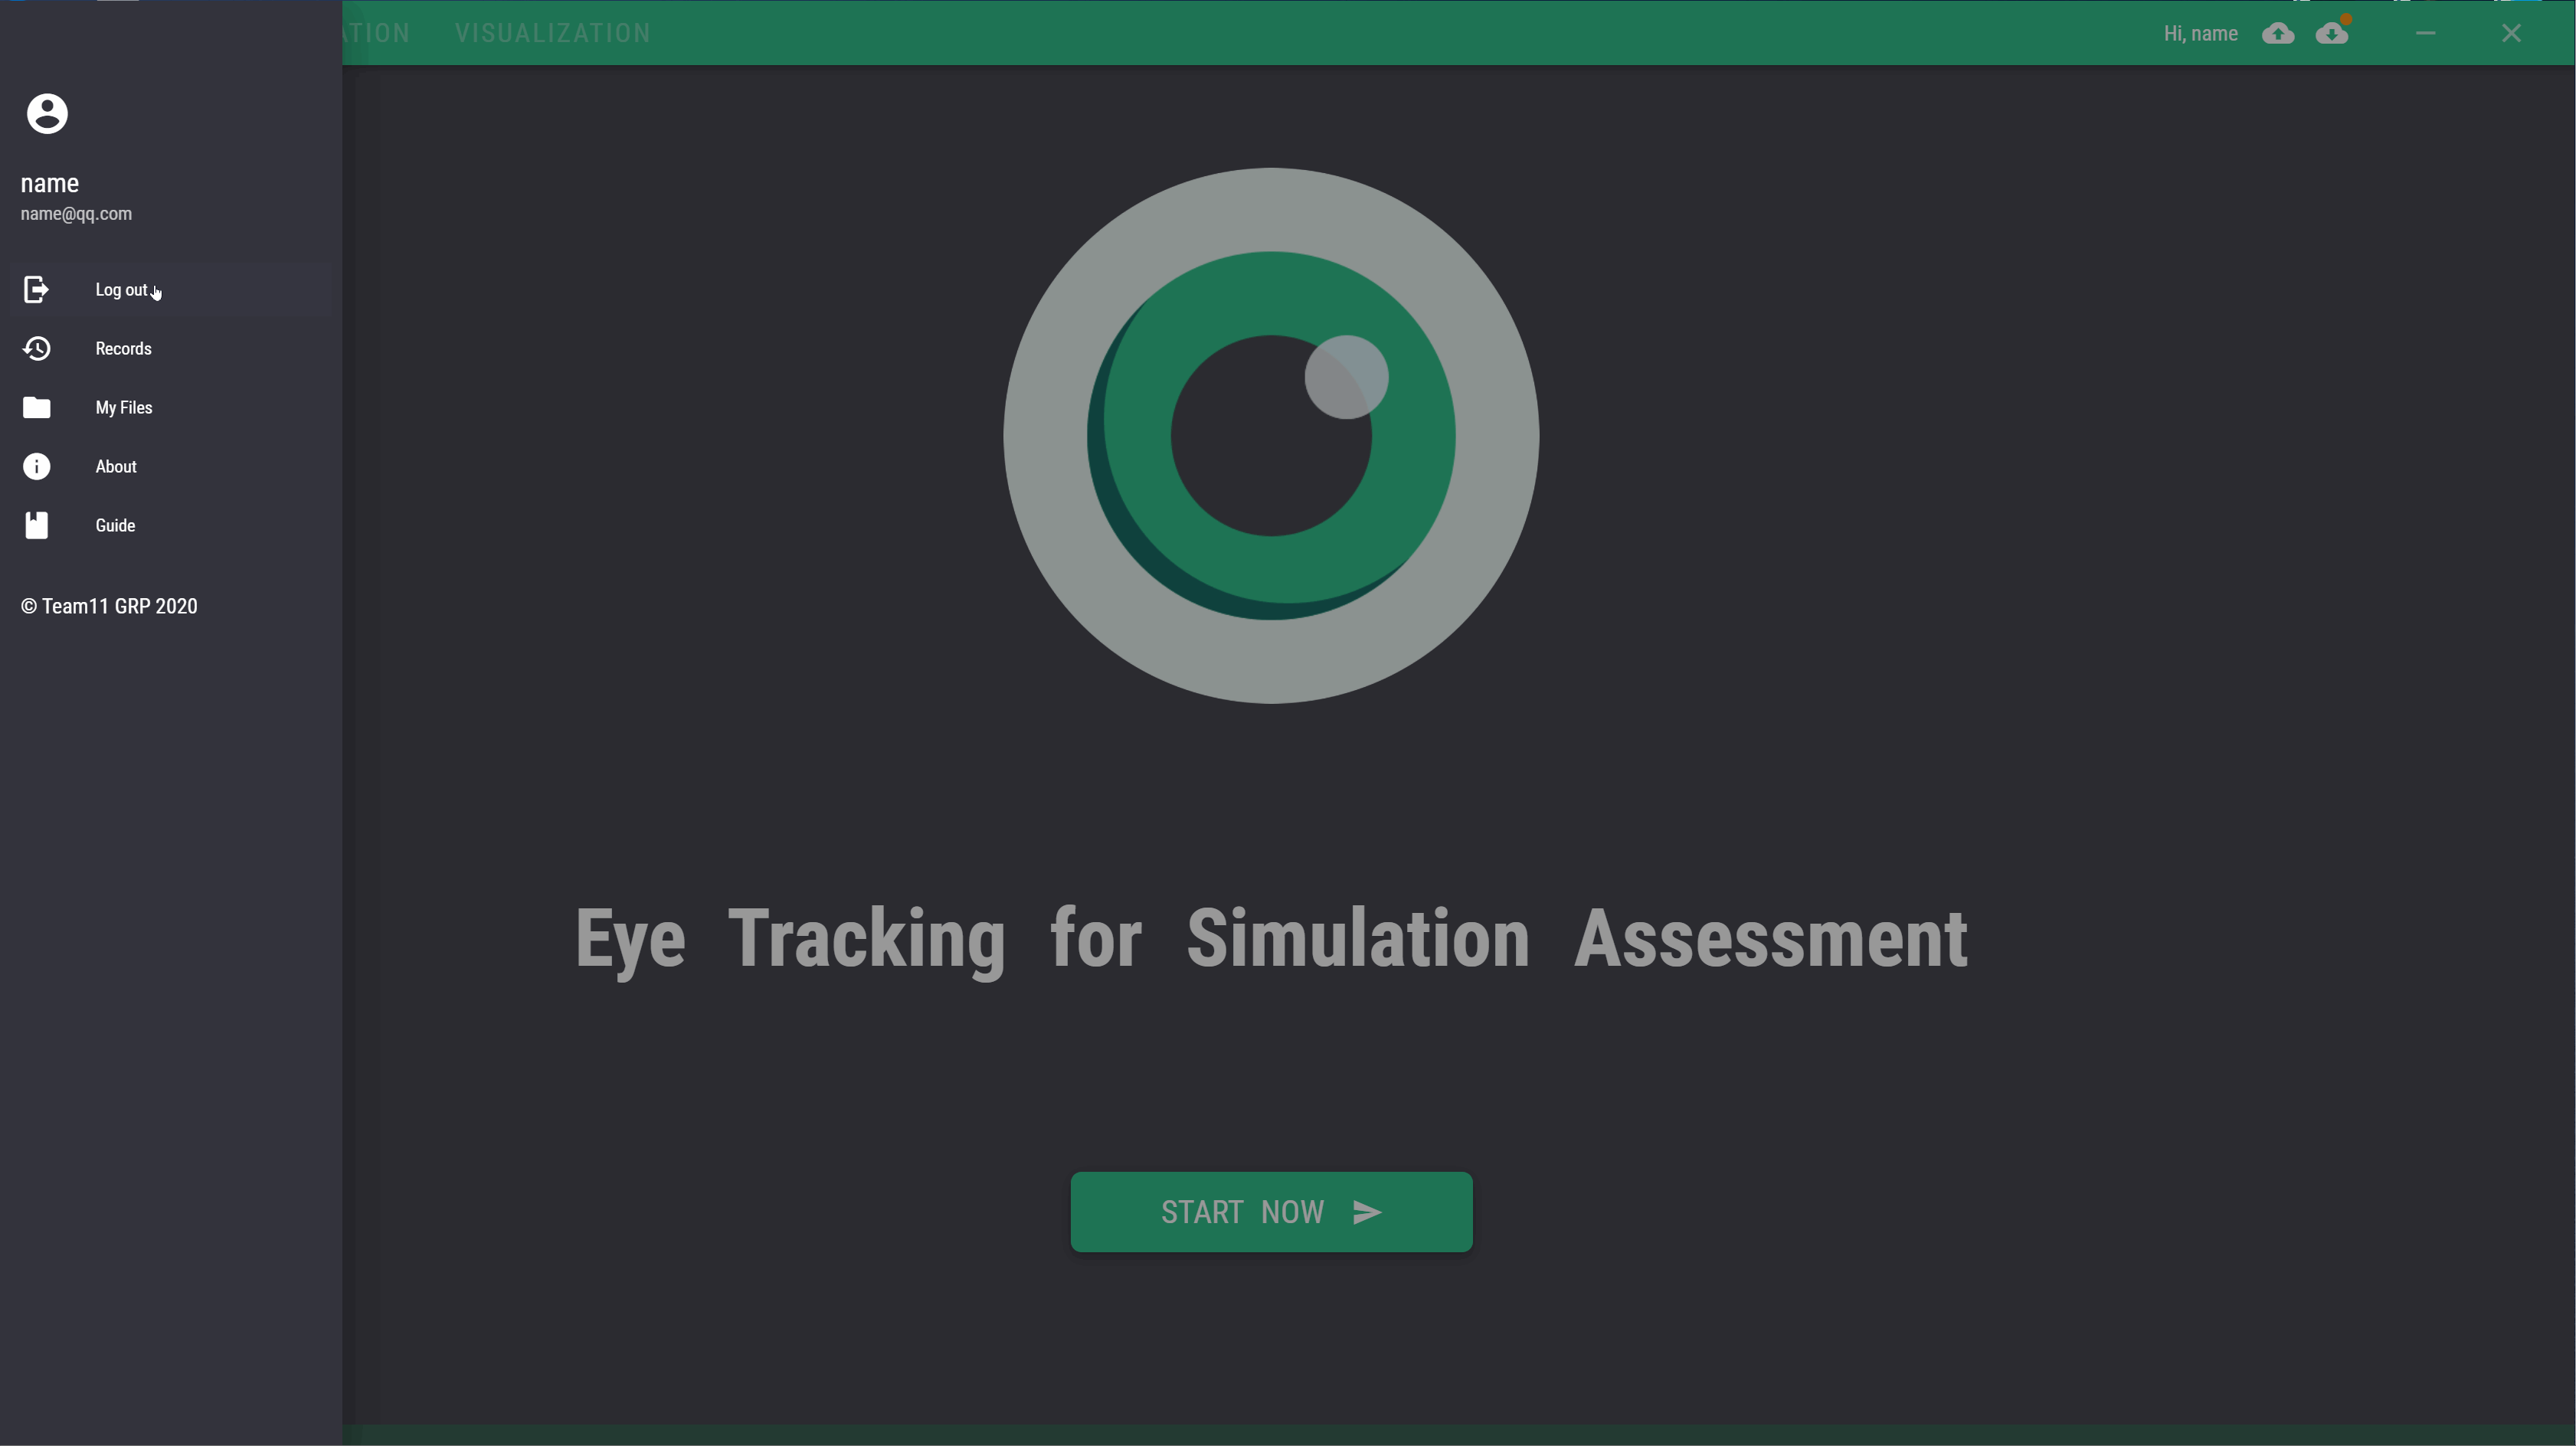 ATION VISUALIZATION Hi, name
name
name@qq.com
Log out
Records
My Files
About
Guide
© Team11 GRP 2020
Eye Tracking for Simulation Assessment
START NOW